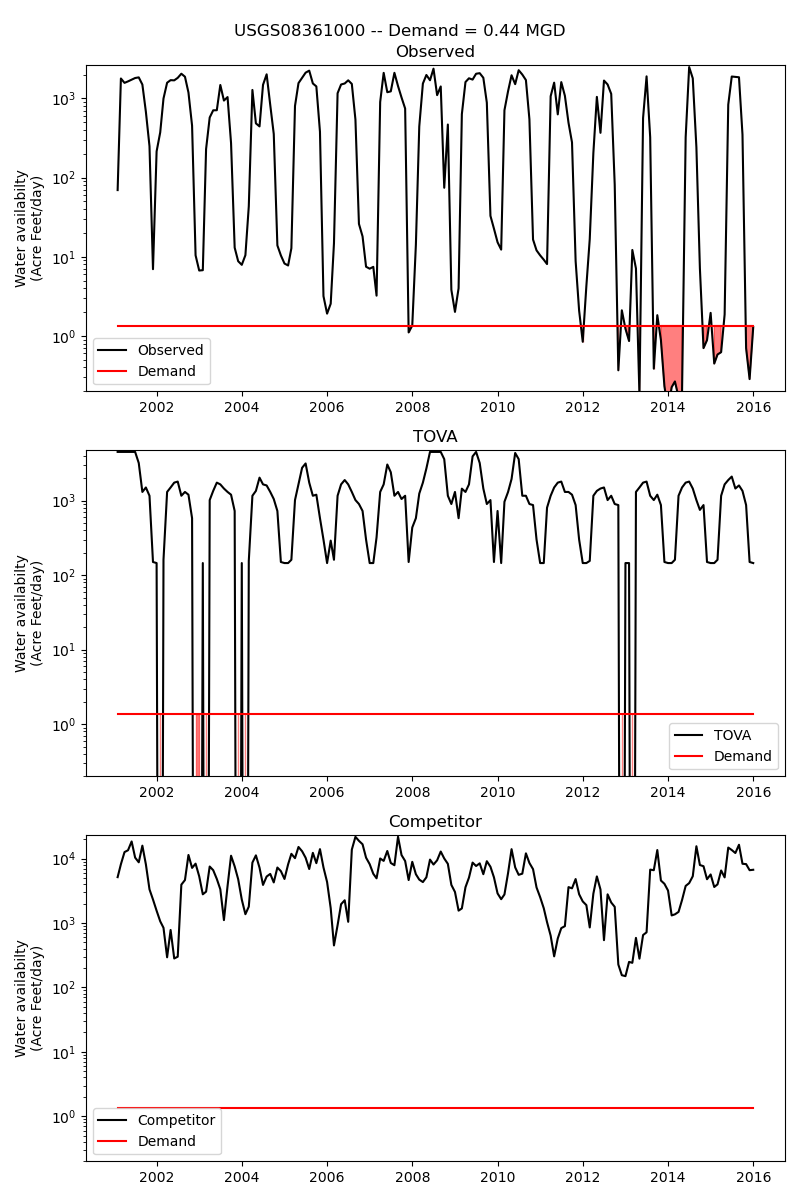 USGS08361000 -- Demand = 0.44 MGD
Observed
Water availabilty
(Acre Feet/day)
10³
10²
10¹
10⁰
Observed
Demand
2002 2004 2006 2008 2010 2012 2014 2016
TOVA
Water availabilty
(Acre Feet/day)
10³
10²
10¹
10⁰
TOVA
Demand
2002 2004 2006 2008 2010 2012 2014 2016
Competitor
Water availabilty
(Acre Feet/day)
10⁴
10³
10²
10¹
10⁰
Competitor
Demand
2002 2004 2006 2008 2010 2012 2014 2016